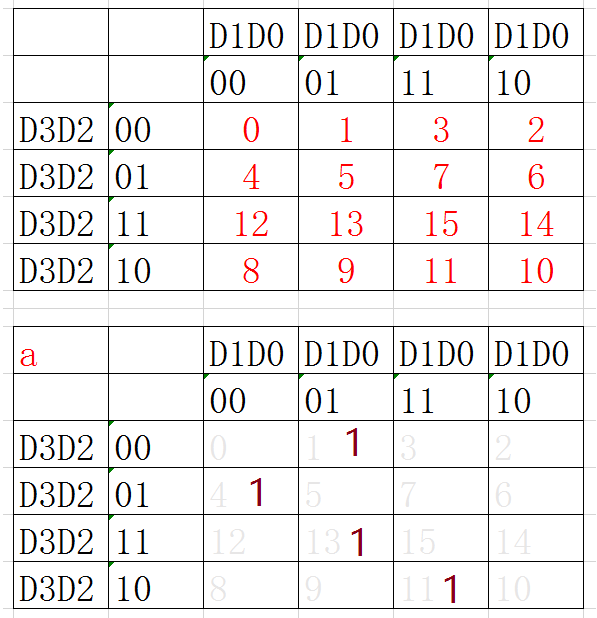 D1D0 D1D0 D1D0 D1D0
00 01 11 10
D3D2 00 0 1 3 2
D3D2 01 4 5 7 6
D3D2 11 12 13 15 14
D3D2 10 8 9 11 10
a D1D0 D1D0 D1D0 D1D0
00 01 11 10
D3D2 00 0 1 1 3 2
D3D2 01 4 1 5 7 6
D3D2 11 12 13 1 15 14
D3D2 10 8 9 11 1 10